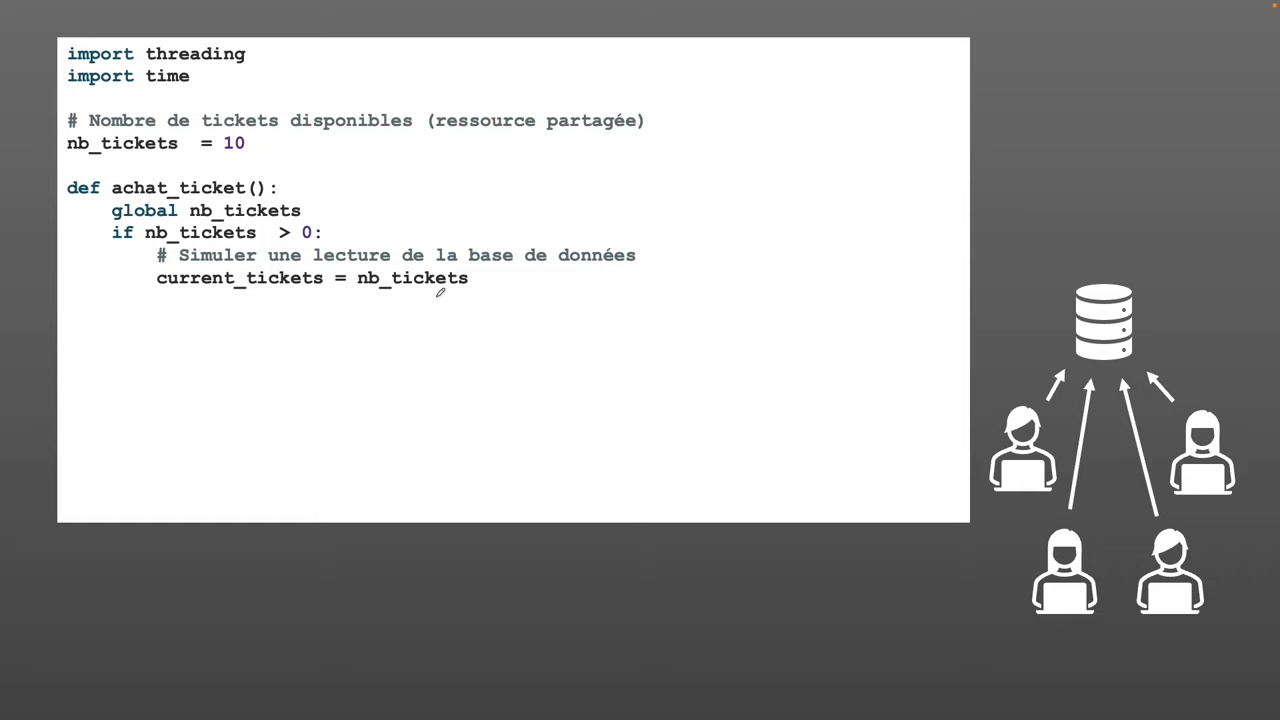 import threading
import time
# Nombre de tickets disponibles (ressource partagée)
nb_tickets  = 10
def achat_ticket():
    global nb_tickets
    if nb_tickets  > 0:
        # Simuler une lecture de la base de données
        current_tickets = nb_tickets